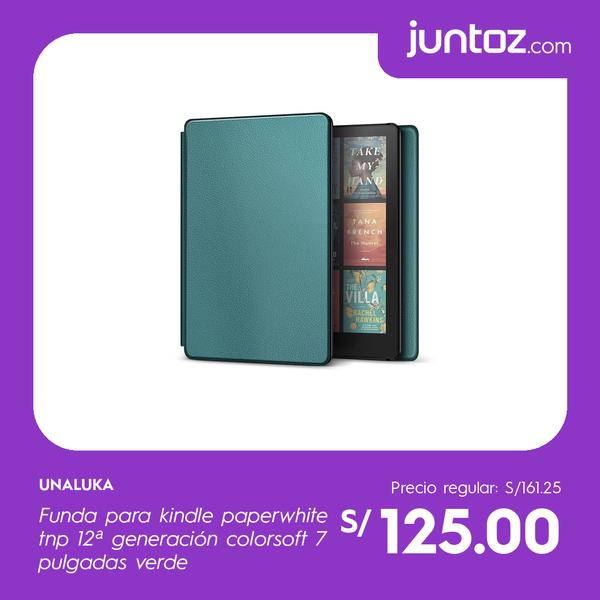 juntoz.com
TAKE
MY
HAND
TANA
FRENCH
The Hunter
THE
VILLA
RACHEL
HAWKINS
UNALUKA
Funda para kindle paperwhite
tnp 12ª generación colorsoft 7
pulgadas verde
Precio regular: S/161.25
S/125.00